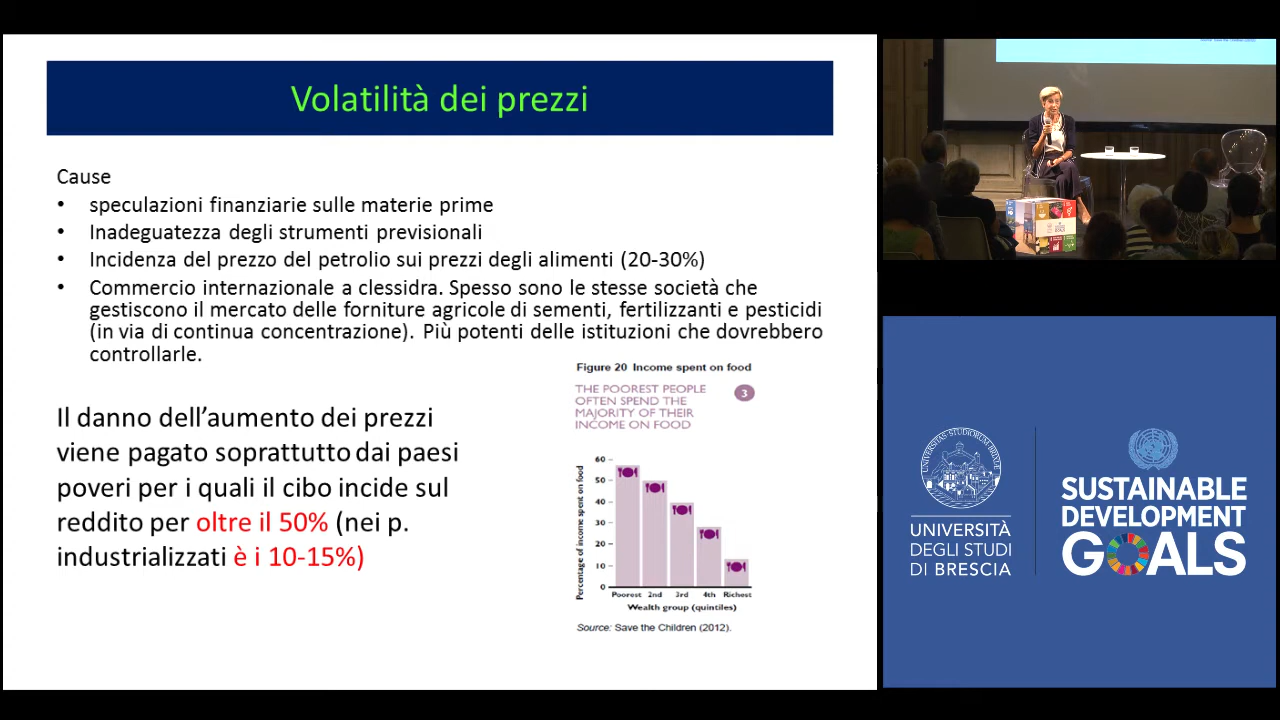 Volatilità dei prezzi
Cause
• speculazioni finanziarie sulle materie prime
• Inadeguatezza degli strumenti previsionali
• Incidenza del prezzo del petrolio sui prezzi degli alimenti (20-30%)
• Commercio internazionale a clessidra. Spesso sono le stesse società che
gestiscono il mercato delle forniture agricole di sementi, fertilizzanti e pesticidi
(in via di continua concentrazione). Più potenti delle istituzioni che dovrebbero
controllarle.
Il danno dell’aumento dei prezzi
viene pagato soprattutto dai paesi
poveri per i quali il cibo incide sul
reddito per oltre il 50% (nei p.
industrializzati è i 10-15%)
Figure 20 Income spent on food
THE POOREST PEOPLE
OFTEN SPEND THE
MAJORITY OF THEIR
INCOME ON FOOD
3
Percentage of income spent on food
60
50
40
30
20
10
0
Poorest 2nd 3rd 4th Richest
Wealth group (quintiles)
Source: Save the Children (2012).
UNIVERSITÀ
DEGLI STUDI
DI BRESCIA
SUSTAINABLE
DEVELOPMENT
GOALS